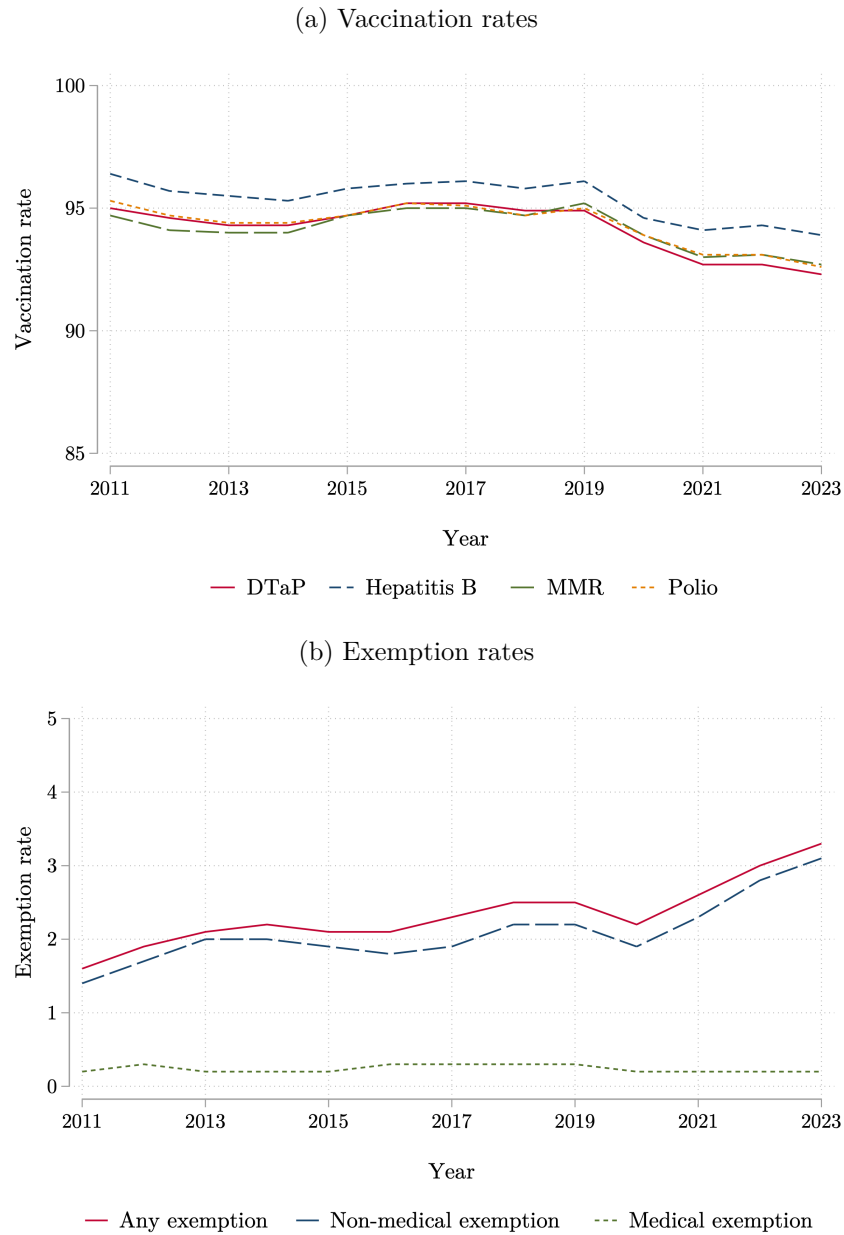 (a) Vaccination rates
100
95
90
85
Vaccination rate
2011 2013 2015 2017 2019 2021 2023
Year
DTaP Hepatitis B MMR Polio
(b) Exemption rates
5
4
3
2
1
0
Exemption rate
2011 2013 2015 2017 2019 2021 2023
Year
Any exemption Non-medical exemption Medical exemption